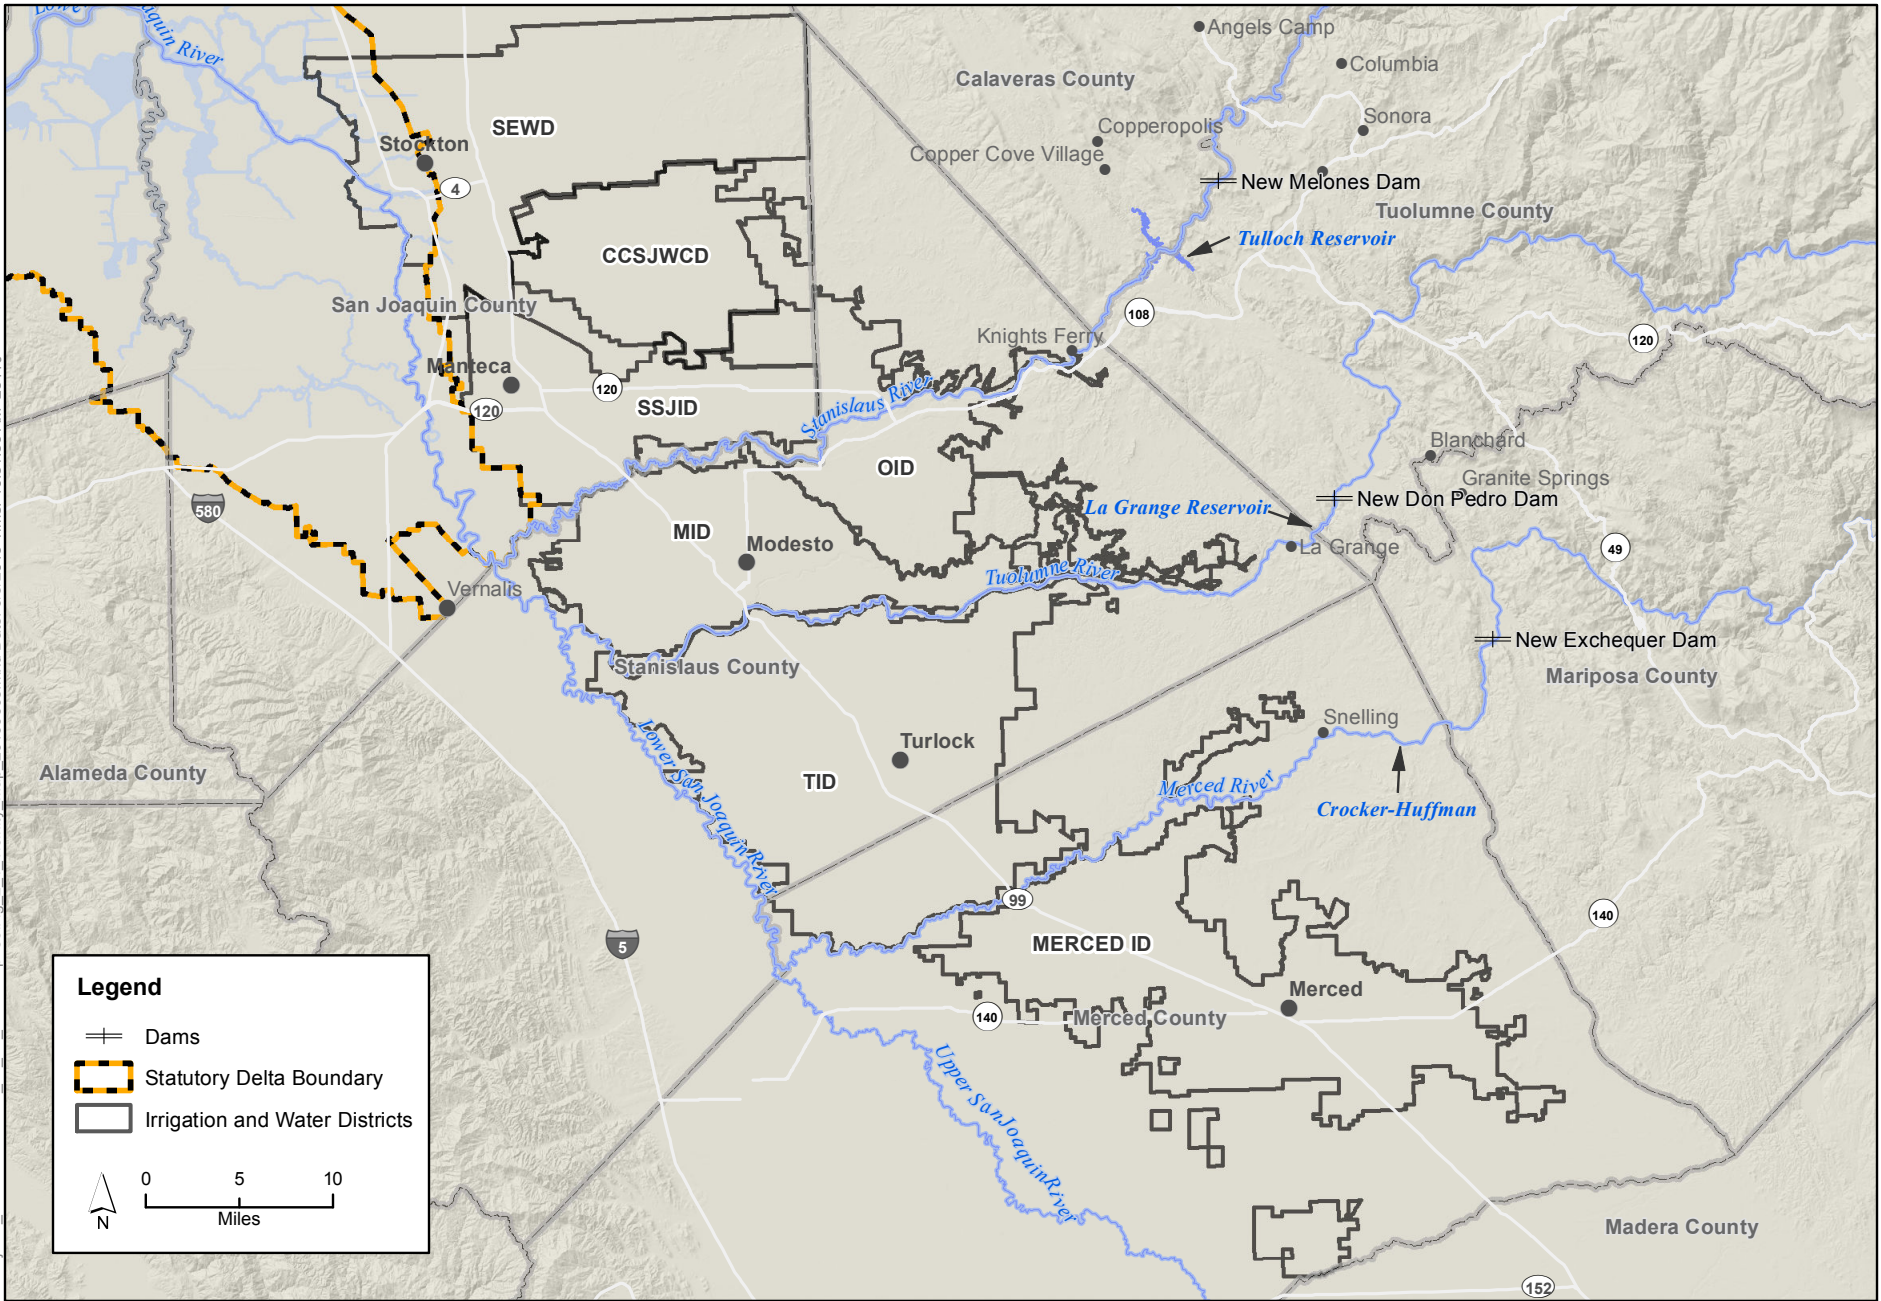 Angels Camp
Columbia
Calaveras County
Sonora
Copperopolis
Copper Cove Village
quin River
SEWD
Stockton
4
New Melones Dam
Tuolumne County
Tulloch Reservoir
CCSJWCD
San Joaquin County
108
Knights Ferry
120
Manteca
120
SSJID
120
Stanislaus River
OID
Blanchard
Granite Springs
New Don Pedro Dam
La Grange Reservoir
580
MID
Modesto
La Grange
49
Tuolumne River
Vernalis
New Exchequer Dam
Stanislaus County
Mariposa County
Snelling
Lower San JoaquinRiver
Turlock
Alameda County
TID
Merced River
Crocker-Huffman
99
140
5
MERCED ID
Merced
140
Merced County
Upper SanJoaquinRiver
Madera County
152
Legend
Dams
Statutory Delta Boundary
Irrigation and Water Districts
0 5 10
Miles
N